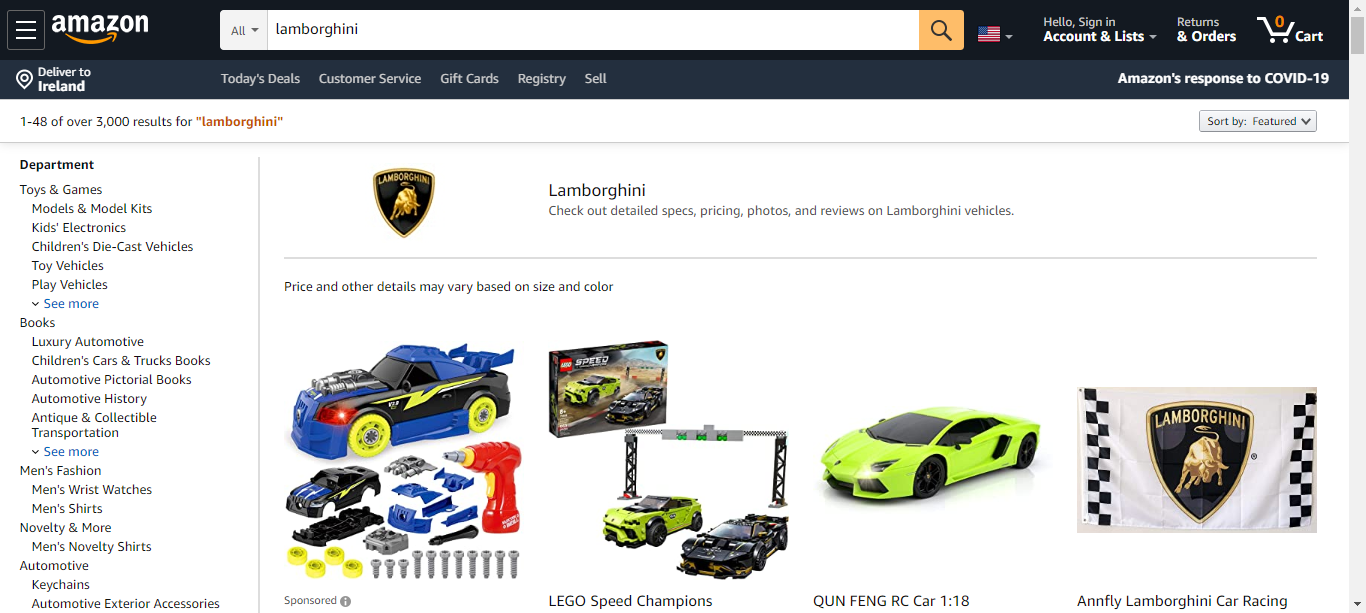 amazon
All
lamborghini
Hello, Sign in
Account & Lists
Returns
& Orders
0
Cart
Deliver to
Ireland
Today's Deals
Customer Service
Gift Cards
Registry
Sell
Amazon's response to COVID-19
1-48 of over 3,000 results for "lamborghini"
Sort by: Featured
Department
Toys & Games
Models & Model Kits
Kids' Electronics
Children's Die-Cast Vehicles
Toy Vehicles
Play Vehicles
See more
Books
Luxury Automotive
Children's Cars & Trucks Books
Automotive Pictorial Books
Automotive History
Antique & Collectible
Transportation
See more
Men's Fashion
Men's Wrist Watches
Men's Shirts
Novelty & More
Men's Novelty Shirts
Automotive
Keychains
Automotive Exterior Accessories
LAMBORGHINI
Lamborghini
Check out detailed specs, pricing, photos, and reviews on Lamborghini vehicles.
Price and other details may vary based on size and color
Sponsored
LEGO
SPEED
LEGO Speed Champions
QUN FENG RC Car 1:18
LAMBORGHINI
®
Annfly Lamborghini Car Racing